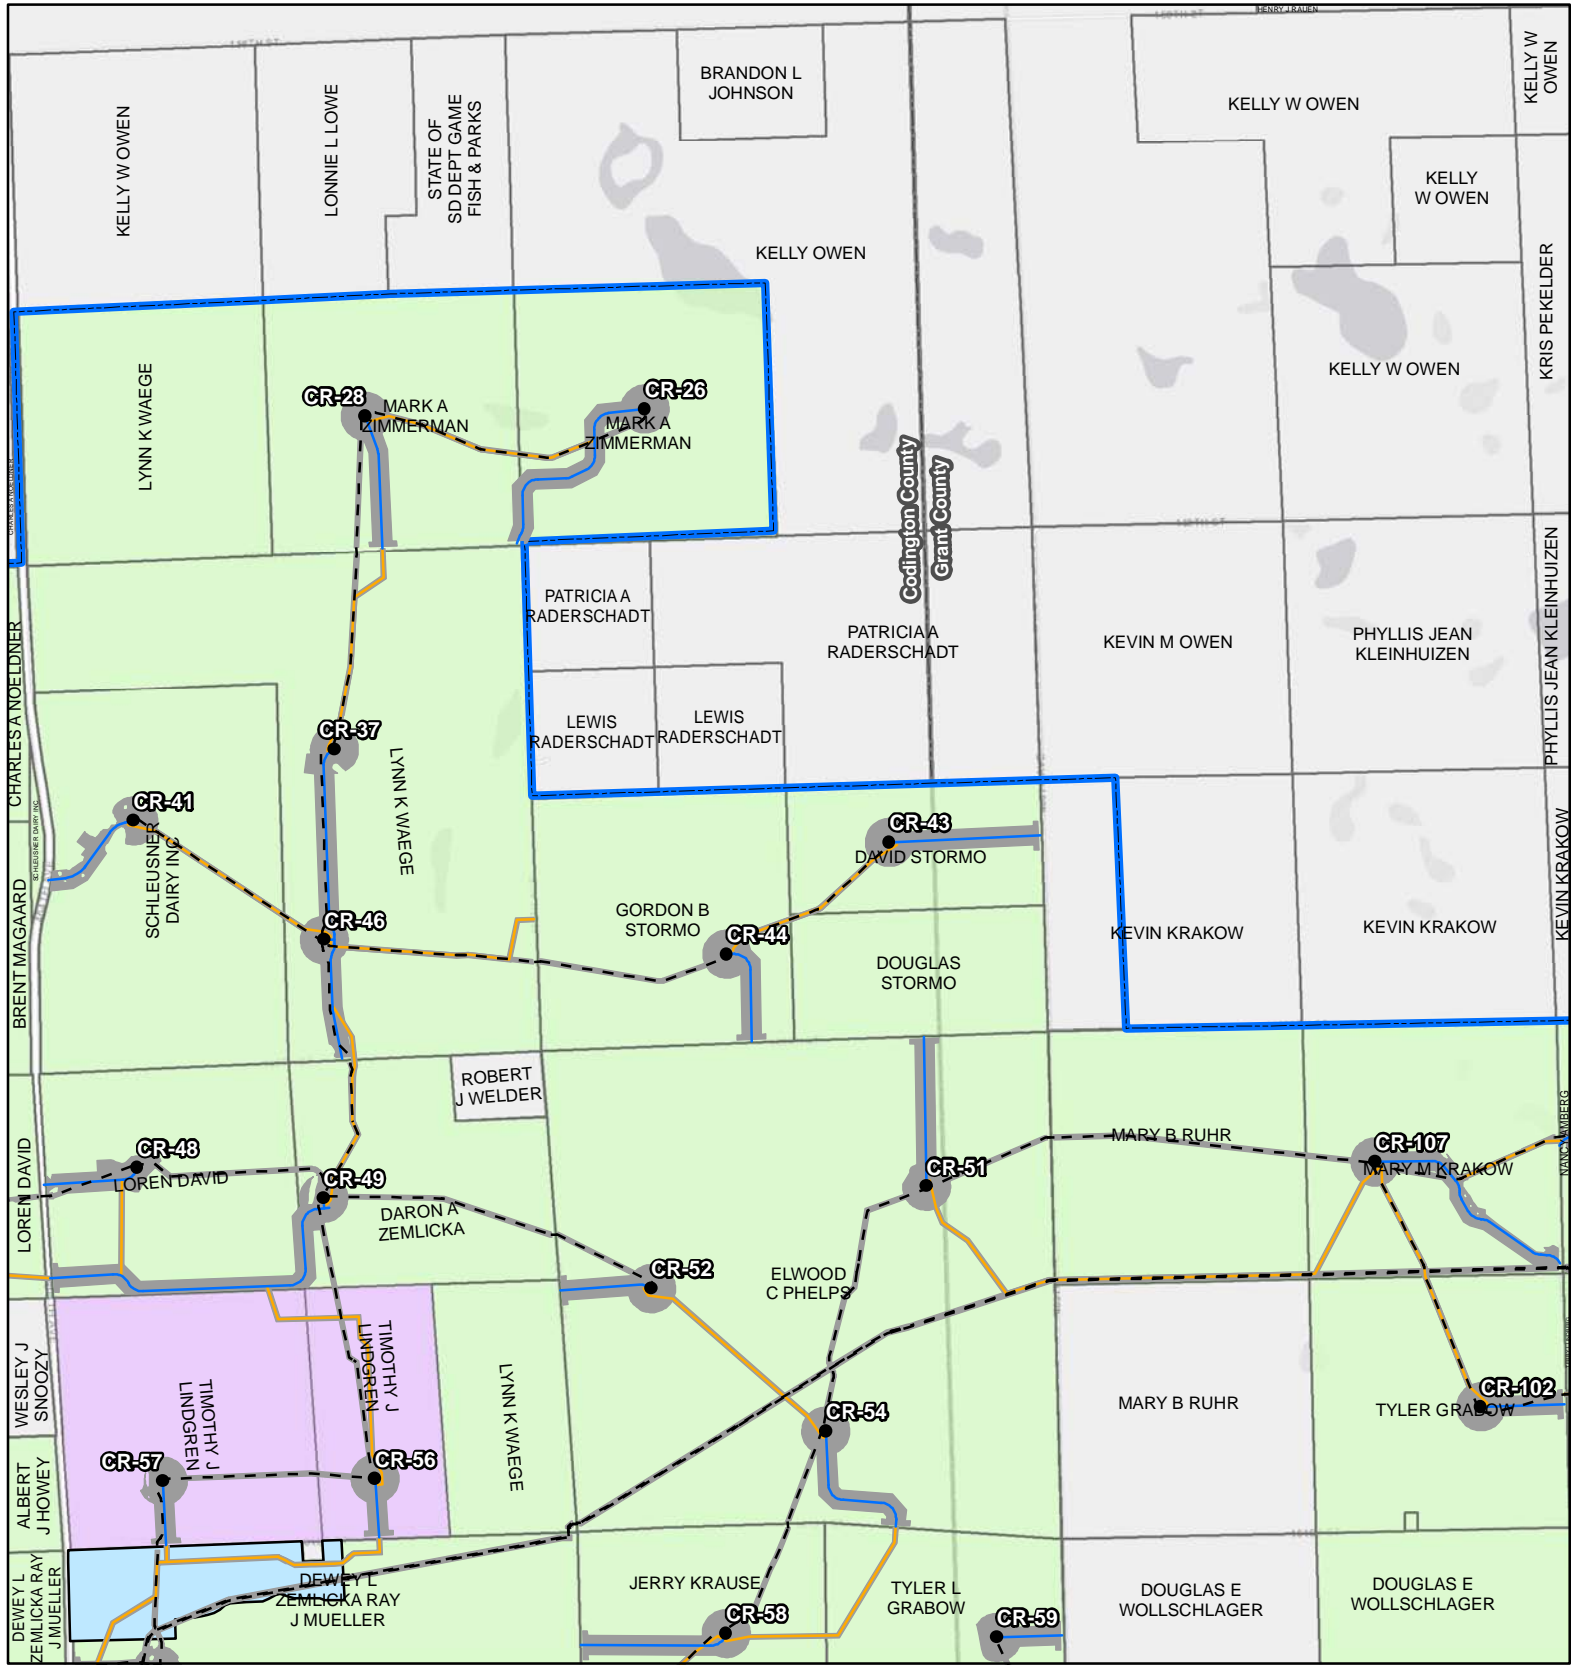 HENRY J RAUEN
KELLY W OWEN
LONNIE L LOWE
STATE OF
SD DEPT GAME
FISH & PARKS
BRANDON L
JOHNSON
KELLY W OWEN
KELLY W
OWEN
KELLY
W OWEN
KELLY OWEN
KRIS PEKELDER
KELLY W OWEN
LYNN K WAEGE
CR-28
MARK A
ZIMMERMAN
CR-26
MARK A
ZIMMERMAN
CHARLES A NOELDNER
Codington County
Grant County
PATRICIA A
RADERSCHADT
PATRICIA A
RADERSCHADT
KEVIN M OWEN
PHYLLIS JEAN
KLEINHUIZEN
PHYLLIS JEAN KLEINHUIZEN
CHARLES A NOELDNER
LEWIS
RADERSCHADT
LEWIS
RADERSCHADT
CR-37
LYNN K WAEGE
CR-41
SCHLEUSNER DAIRY INC
SCHLEUSNER
DAIRY INC
CR-43
DAVID STORMO
BRENT MAGAARD
CR-46
GORDON B
STORMO
CR-44
DOUGLAS
STORMO
KEVIN KRAKOW
KEVIN KRAKOW
KEVIN KRAKOW
ROBERT
J WELDER
LOREN DAVID
CR-48
LOREN DAVID
CR-49
DARON A
ZEMLICKA
CR-51
MARY B RUHR
CR-107
MARY M KRAKOW
CR-52
ELWOOD
C PHELPS
WESLEY J
SNOOZY
TIMOTHY J
LINDGREN
TIMOTHY J
LINDGREN
LYNN K WAEGE
CR-54
MARY B RUHR
CR-102
TYLER GRABOW
ALBERT
J HOWEY
CR-57
CR-56
DEWEY L
ZEMLICKA RAY
J MUELLER
DEWEY L
ZEMLICKA RAY
J MUELLER
JERRY KRAUSE
CR-58
TYLER L
GRABOW
CR-59
DOUGLAS E
WOLLSCHLAGER
DOUGLAS E
WOLLSCHLAGER